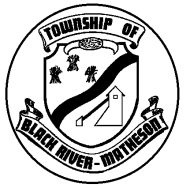 TOWNSHIP OF
BLACK RIVER-MATHESON